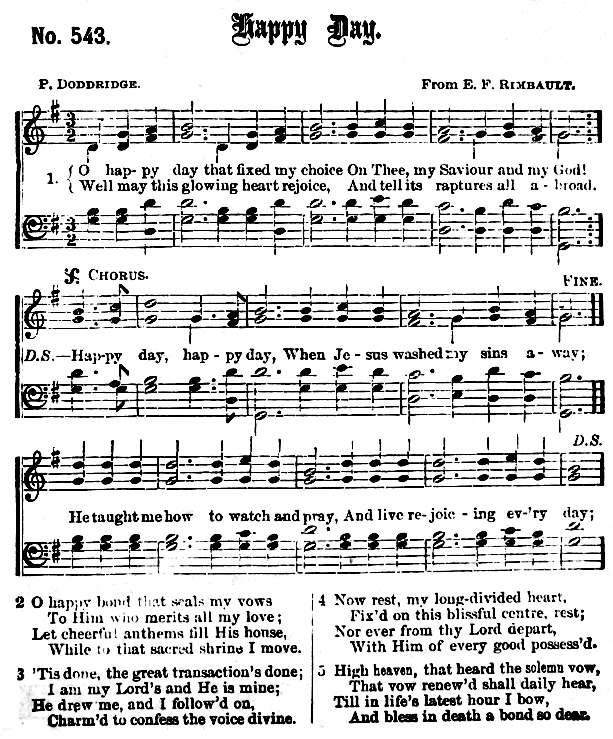 No. 543.
Happy Day.
P. DODDRIDGE.
From E. F. RIMBAULT.
1. { O hap-py day that fixed my choice On Thee, my Saviour and my God!
{ Well may this glowing heart rejoice, And tell its raptures all a-broad.
CHORUS.
FINE.
D.S.—Hap-py day, hap-py day, When Je-sus washed my sins a-way;
D.S.
He taught me how to watch and pray, And live re-joic-ing ev-'ry day;
2 O happy bond that seals my vows
To Him who merits all my love;
Let cheerful anthems fill His house,
While to that sacred shrine I move.
3 'Tis done, the great transaction's done;
I am my Lord's and He is mine;
He drew me, and I follow'd on,
Charm'd to confess the voice divine.
4 Now rest, my long-divided heart,
Fix'd on this blissful centre, rest;
Nor ever from thy Lord depart,
With Him of every good possess'd.
5 High heaven, that heard the solemn vow,
That vow renew'd shall daily hear,
Till in life's latest hour I bow,
And bless in death a bond so dear.